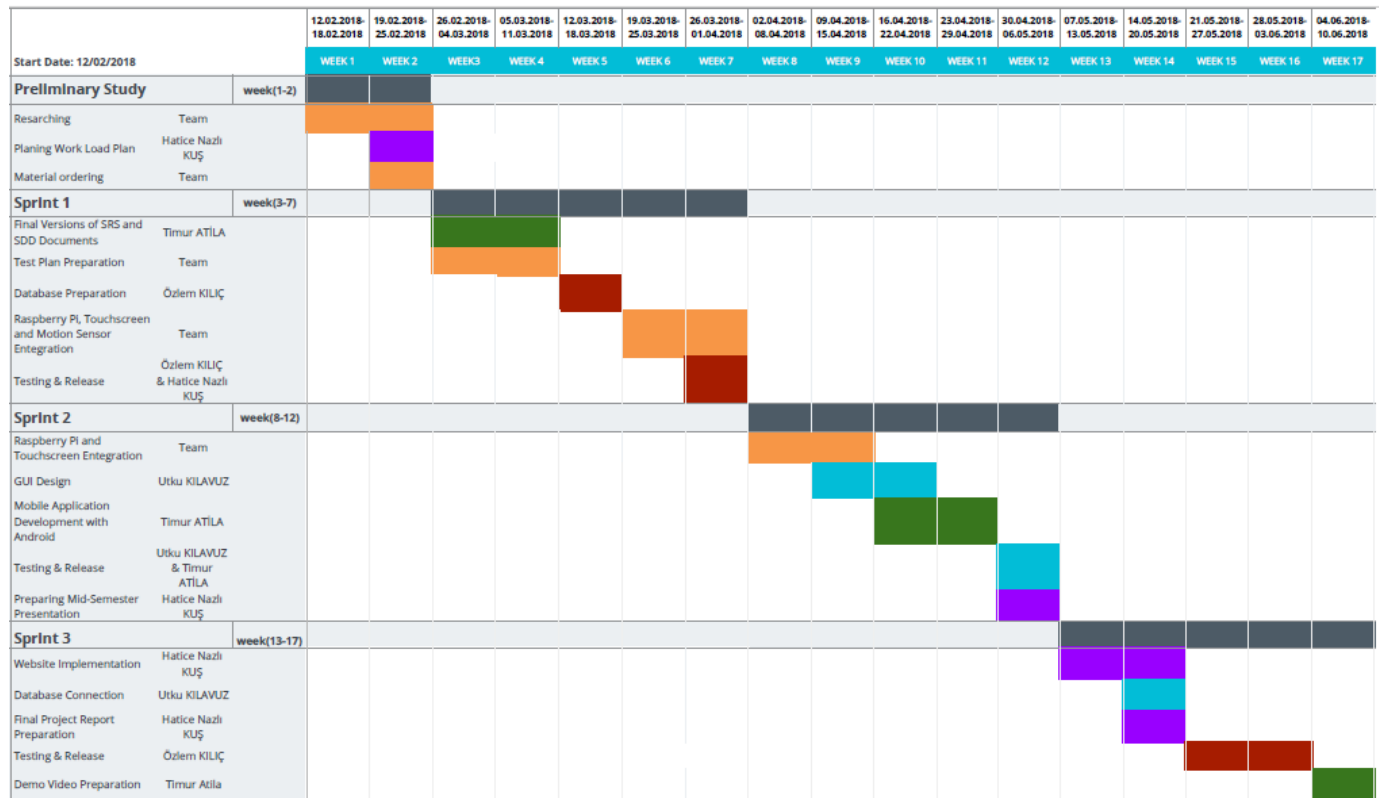 12.02.2018- 19.02.2018- 26.02.2018- 05.03.2018- 12.03.2018- 19.03.2018- 26.03.2018- 02.04.2018- 09.04.2018- 16.04.2018- 23.04.2018- 30.04.2018- 07.05.2018- 14.05.2018- 21.05.2018- 28.05.2018- 04.06.2018-
18.02.2018 25.02.2018 04.03.2018 11.03.2018 18.03.2018 25.03.2018 01.04.2018 08.04.2018 15.04.2018 22.04.2018 29.04.2018 06.05.2018 13.05.2018 20.05.2018 27.05.2018 03.06.2018 10.06.2018
Start Date: 12/02/2018 WEEK 1 WEEK 2 WEEK3 WEEK 4 WEEK 5 WEEK 6 WEEK 7 WEEK 8 WEEK 9 WEEK 10 WEEK 11 WEEK 12 WEEK 13 WEEK 14 WEEK 15 WEEK 16 WEEK 17
Preliminary Study week(1-2)
Resarching Team
Planing Work Load Plan Hatice Nazlı
KUŞ
Material ordering Team
Sprint 1 week(3-7)
Final Versions of SRS and
SDD Documents Timur ATİLA
Test Plan Preparation Team
Database Preparation Özlem KILIÇ
Raspberry Pi, Touchscreen
and Motion Sensor Team
Entegration
Özlem KILIÇ
Testing & Release & Hatice Nazlı
KUŞ
Sprint 2 week(8-12)
Raspberry Pi and
Touchscreen Entegration Team
GUI Design Utku KILAVUZ
Mobile Application
Development with Timur ATİLA
Android
Utku KILAVUZ
Testing & Release & Timur
ATİLA
Preparing Mid-Semester Hatice Nazlı
Presentation KUŞ
Sprint 3 week(13-17)
Website Implementation Hatice Nazlı
KUŞ
Database Connection Utku KILAVUZ
Final Project Report Hatice Nazlı
Preparation KUŞ
Testing & Release Özlem KILIÇ
Demo Video Preparation Timur Atila